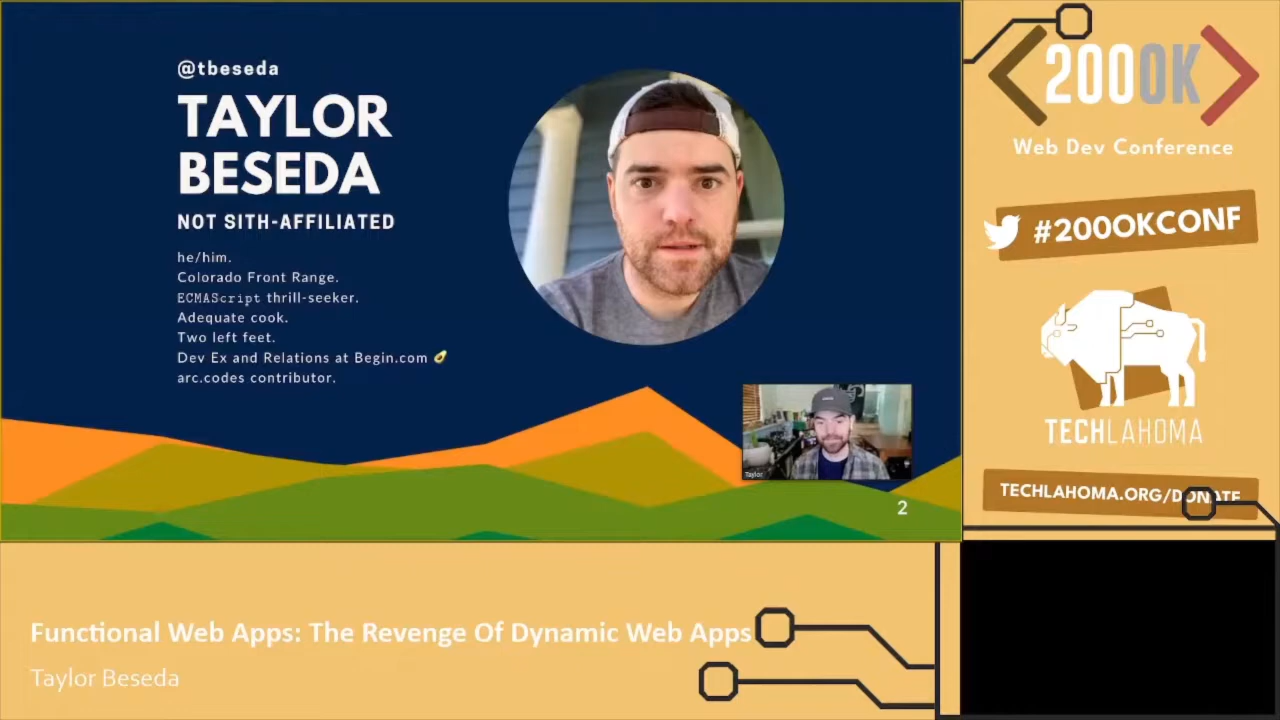 @tbeseda
TAYLOR
BESEDA
NOT SITH-AFFILIATED
he/him.
Colorado Front Range.
ECMAScript thrill-seeker.
Adequate cook.
Two left feet.
Dev Ex and Relations at Begin.com 🥑
arc.codes contributor.
Taylor
2
<200OK>
Web Dev Conference
#200OKCONF
TECHLAHOMA
TECHLAHOMA.ORG/DONATE
Functional Web Apps: The Revenge Of Dynamic Web Apps
Taylor Beseda